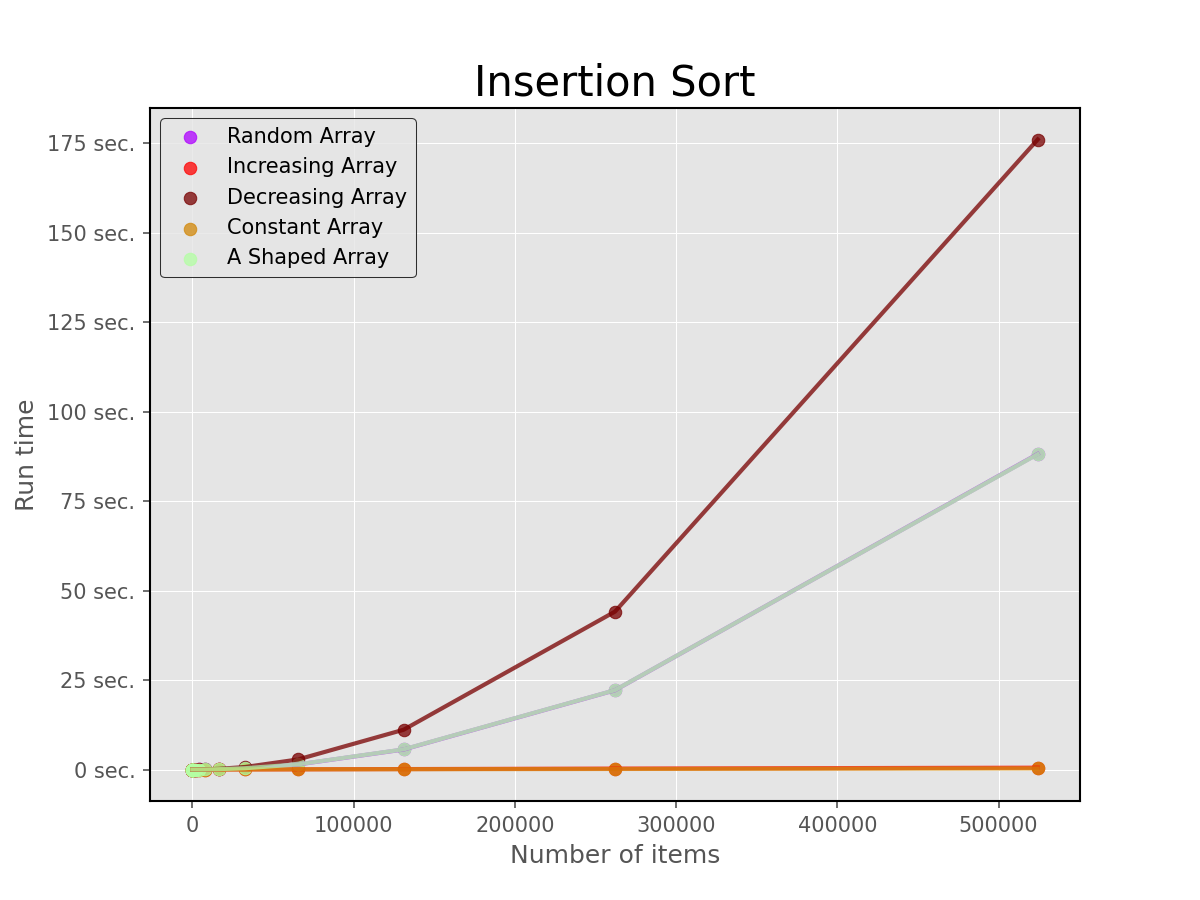 Insertion Sort
Random Array
Increasing Array
Decreasing Array
Constant Array
A Shaped Array
175 sec.
150 sec.
125 sec.
100 sec.
75 sec.
50 sec.
25 sec.
0 sec.
Run time
0
100000
200000
300000
400000
500000
Number of items